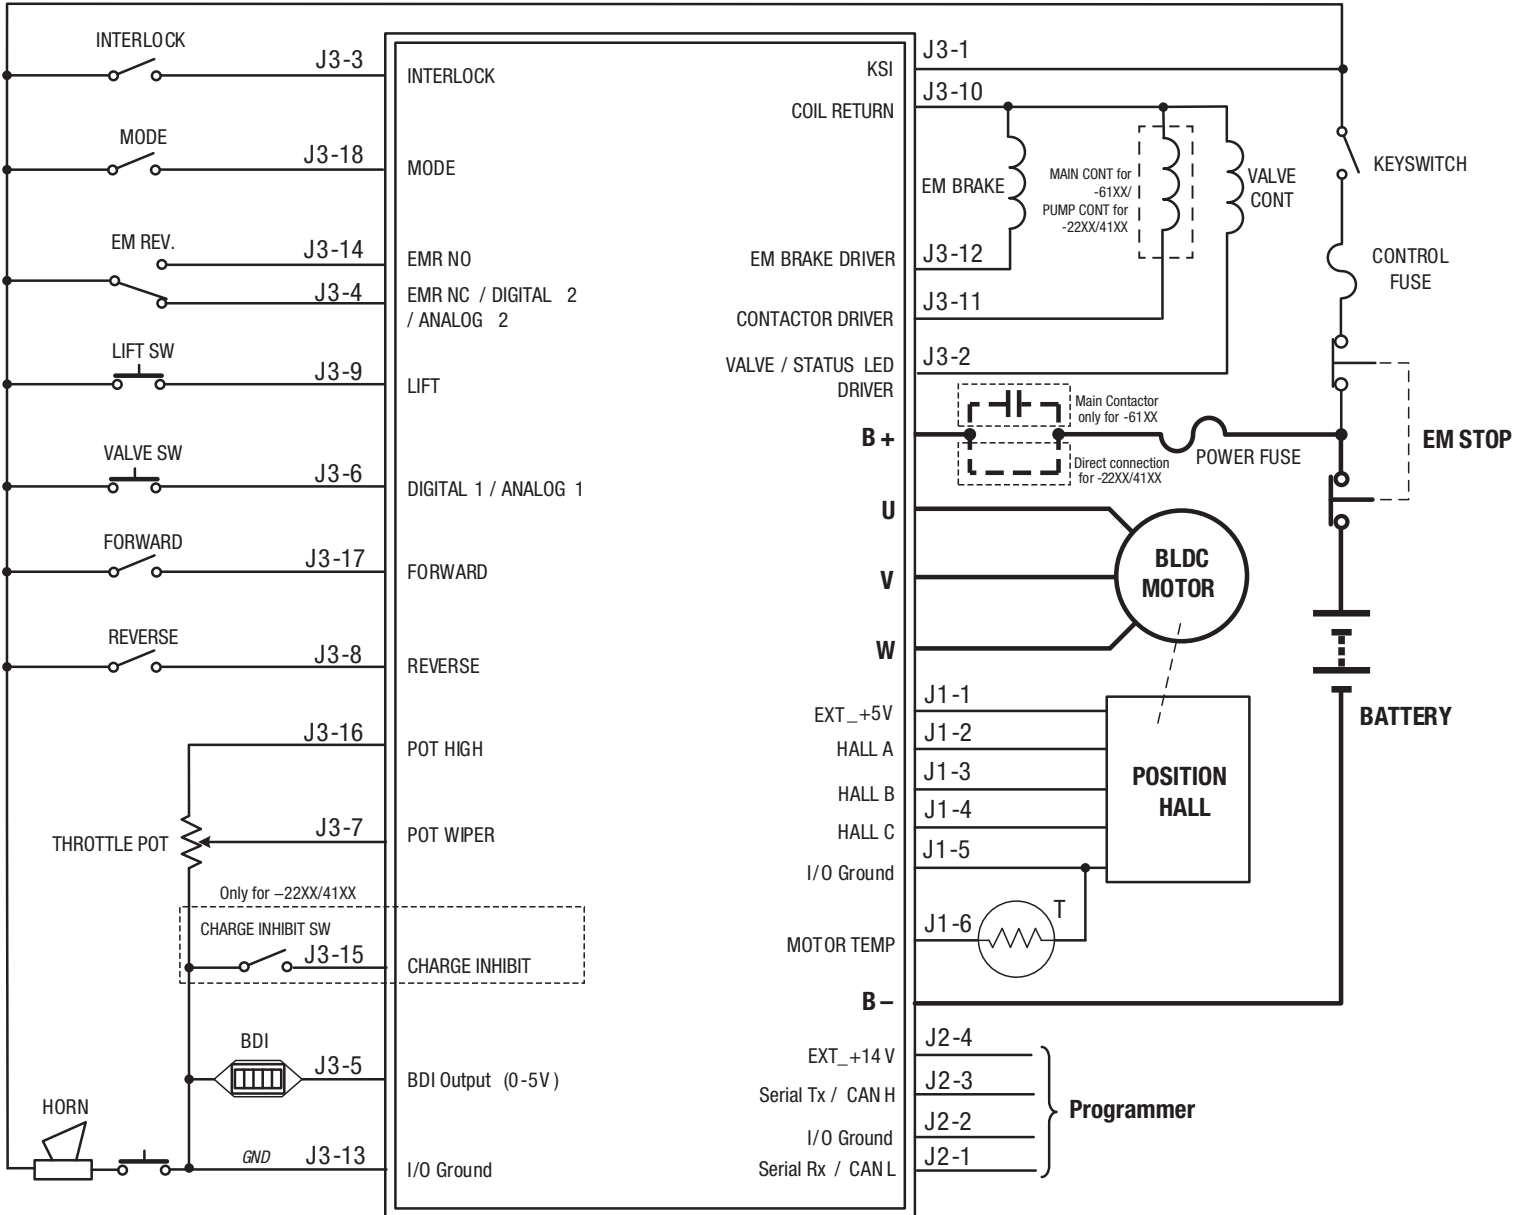 INTERLOCK
J3-3
INTERLOCK
MODE
J3-18
MODE
EM REV.
J3-14
EMR NO
J3-4
EMR NC / DIGITAL 2
/ ANALOG 2
LIFT SW
J3-9
LIFT
VALVE SW
J3-6
DIGITAL 1 / ANALOG 1
FORWARD
J3-17
FORWARD
REVERSE
J3-8
REVERSE
J3-16
POT HIGH
THROTTLE POT
J3-7
POT WIPER
Only for –22XX/41XX
CHARGE INHIBIT SW
J3-15
CHARGE INHIBIT
BDI
J3-5
BDI Output (0-5V)
HORN
GND
J3-13
I/O Ground
KSI
J3-1
COIL RETURN
J3-10
EM BRAKE
MAIN CONT for
-61XX/
PUMP CONT for
-22XX/41XX
VALVE
CONT
KEYSWITCH
CONTROL
FUSE
EM BRAKE DRIVER
J3-12
CONTACTOR DRIVER
J3-11
VALVE / STATUS LED
DRIVER
J3-2
Main Contactor
only for -61XX
B +
Direct connection
for -22XX/41XX
POWER FUSE
EM STOP
U
V
W
BLDC
MOTOR
BATTERY
EXT_+5V
J1-1
HALL A
J1-2
HALL B
J1-3
HALL C
J1-4
I/O Ground
J1-5
POSITION
HALL
MOTOR TEMP
J1-6
T
B –
EXT_+14V
J2-4
Serial Tx / CAN H
J2-3
I/O Ground
J2-2
Serial Rx / CAN L
J2-1
Programmer